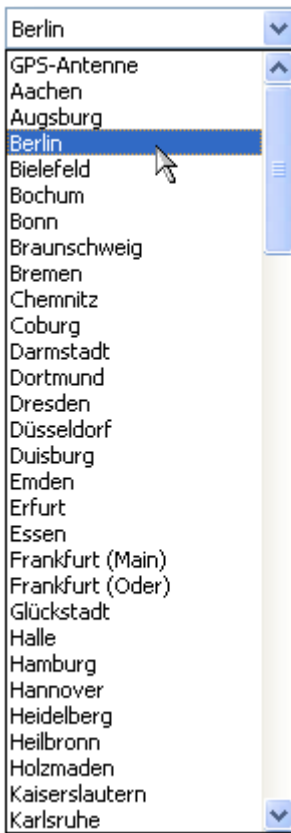 Berlin
GPS-Antenne
Aachen
Augsburg
Berlin
Bielefeld
Bochum
Bonn
Braunschweig
Bremen
Chemnitz
Coburg
Darmstadt
Dortmund
Dresden
Düsseldorf
Duisburg
Emden
Erfurt
Essen
Frankfurt (Main)
Frankfurt (Oder)
Glückstadt
Halle
Hamburg
Hannover
Heidelberg
Heilbronn
Holzmaden
Kaiserslautern
Karlsruhe